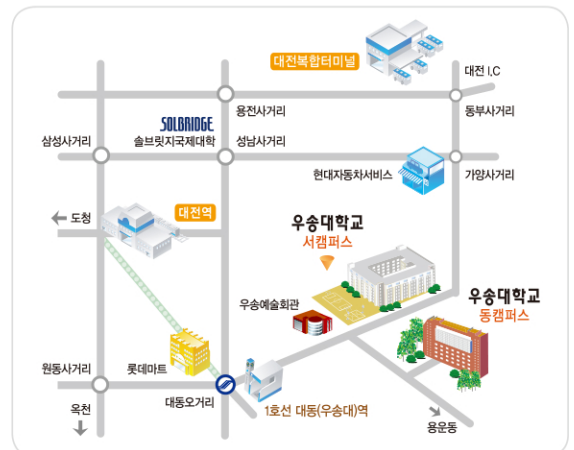 대전복합터미널
대전 I.C
용전사거리
동부사거리
SOLBRIDGE
솔브릿지국제대학
삼성사거리
성남사거리
현대자동차서비스
가양사거리
도청
대전역
우송대학교
서캠퍼스
우송대학교
동캠퍼스
우송예술회관
원동사거리
롯데마트
대동오거리
옥천
1호선 대동(우송대)역
용운동